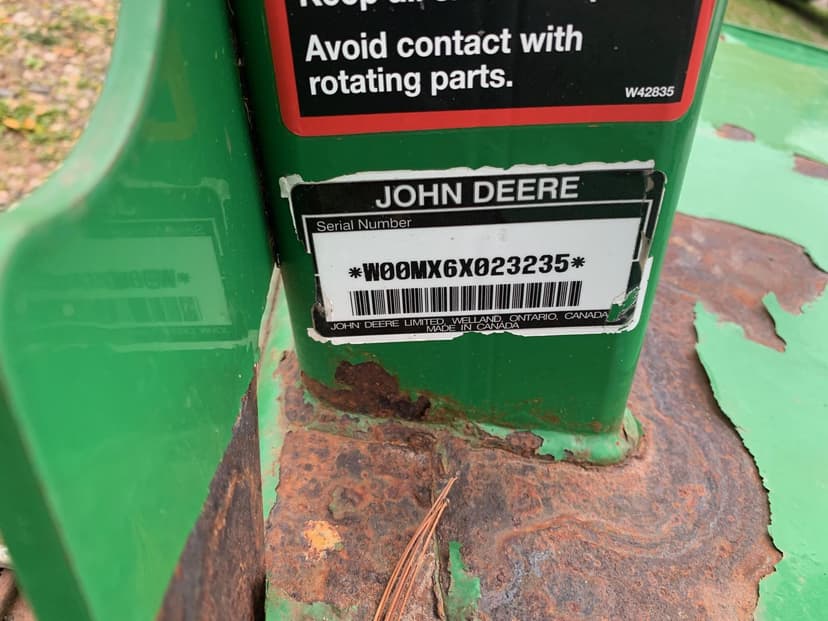 Avoid contact with
rotating parts.
W42835
JOHN DEERE
Serial Number
*W00MX6X023235*
JOHN DEERE LIMITED, WELLAND, ONTARIO, CANADA
MADE IN CANADA